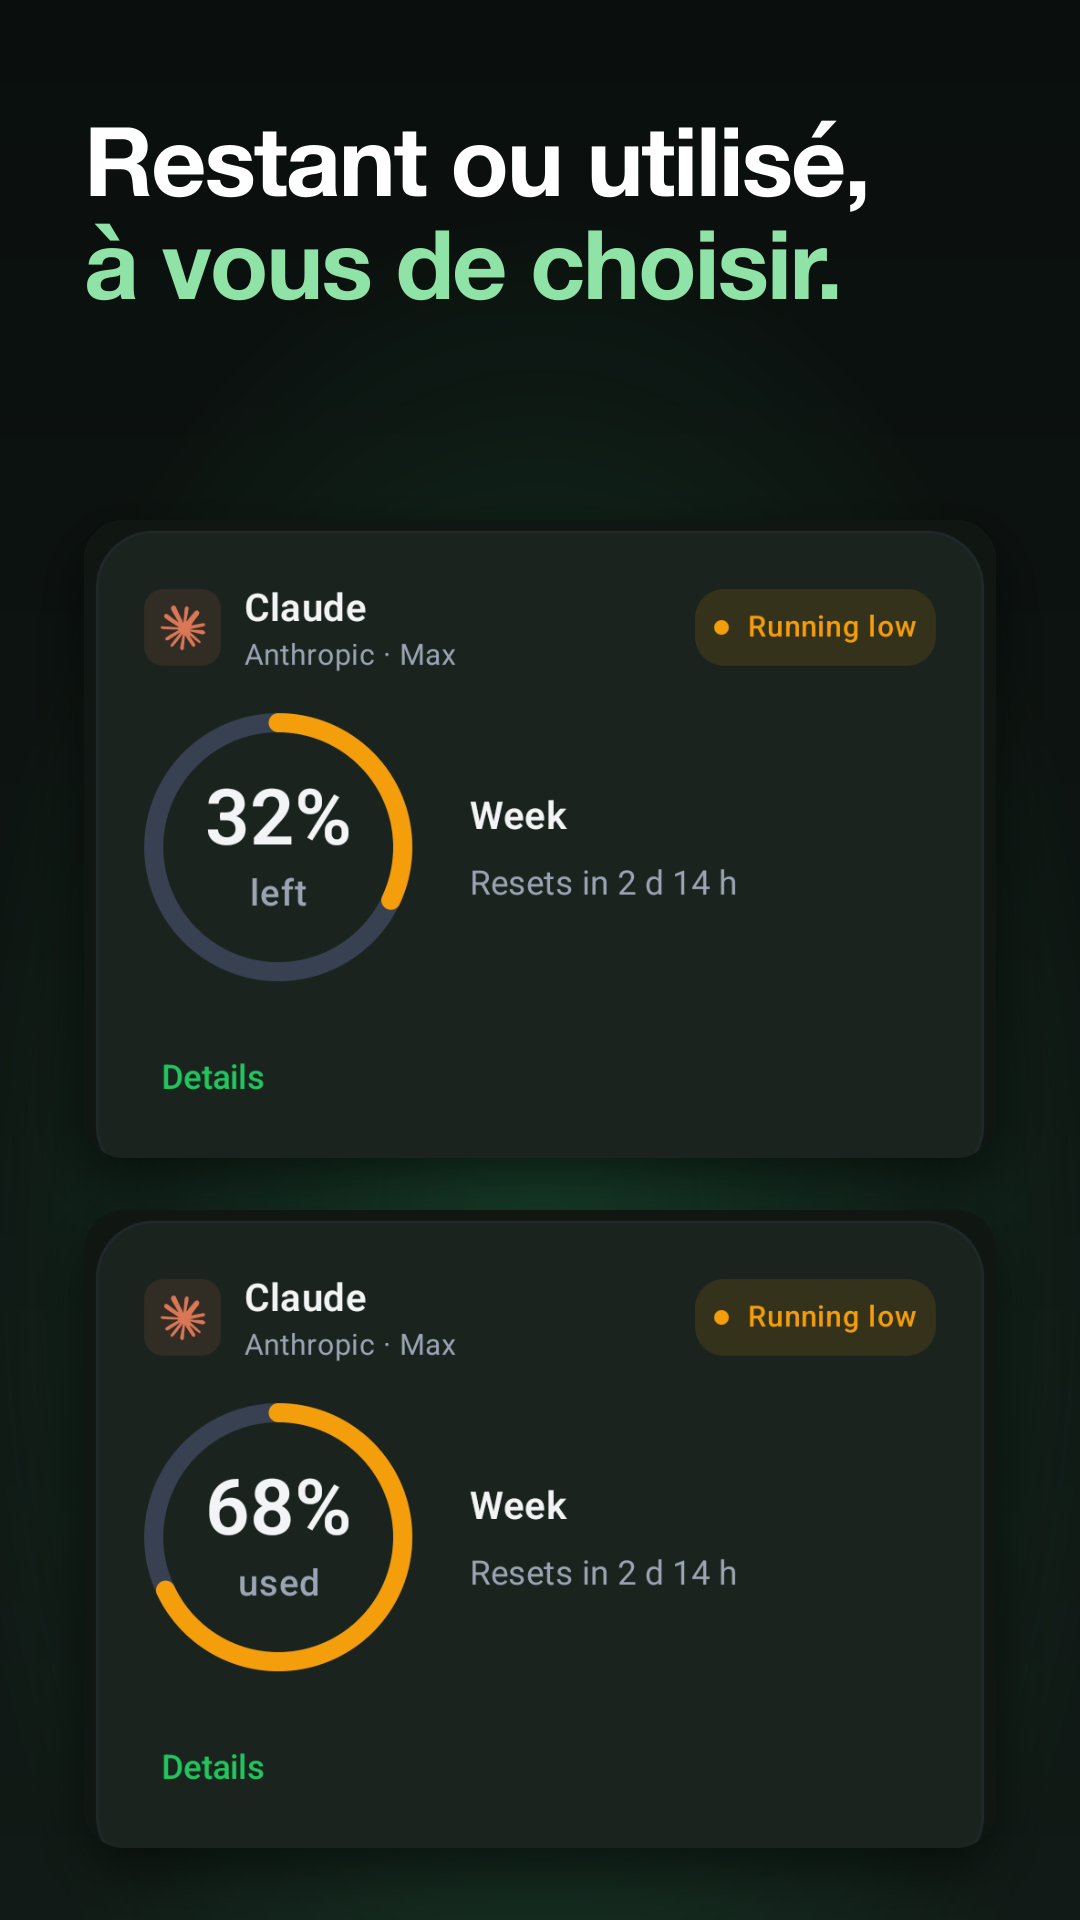 Restant ou utilisé,
à vous de choisir.
Claude
Anthropic · Max
Running low
32%
left
Week
Resets in 2 d 14 h
Details
Claude
Anthropic · Max
Running low
68%
used
Week
Resets in 2 d 14 h
Details